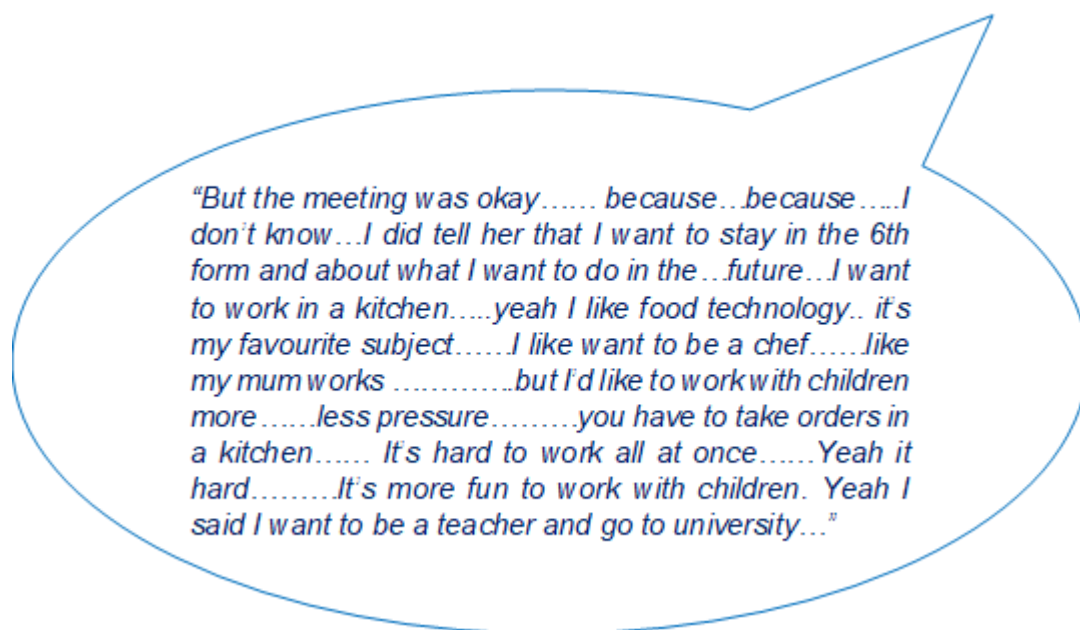 “But the meeting was okay…… because…because…..I
don’t know…I did tell her that I want to stay in the 6th
form and about what I want to do in the…future…I want
to work in a kitchen…..yeah I like food technology.. it’s
my favourite subject……I like want to be a chef……like
my mum works ………….but I’d like to work with children
more……less pressure………you have to take orders in
a kitchen…… It’s hard to work all at once……Yeah it
hard………It’s more fun to work with children. Yeah I
said I want to be a teacher and go to university…”